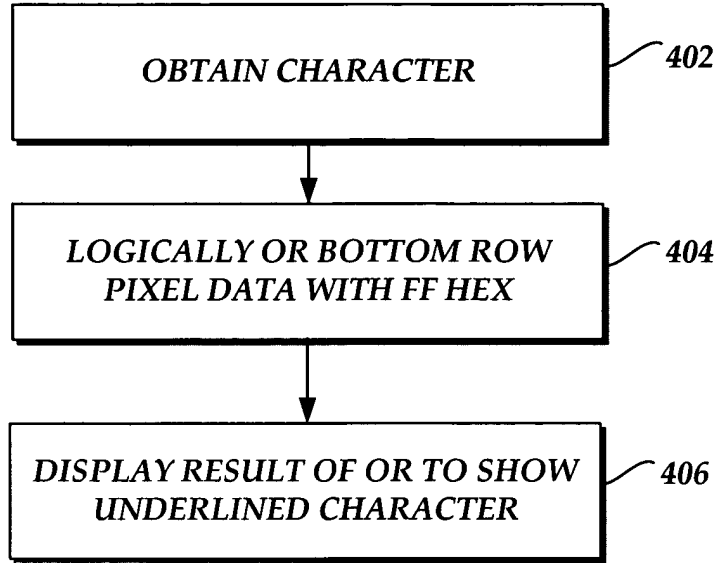 OBTAIN CHARACTER
402
LOGICALLY OR BOTTOM ROW
PIXEL DATA WITH FF HEX
404
DISPLAY RESULT OF OR TO SHOW
UNDERLINED CHARACTER
406